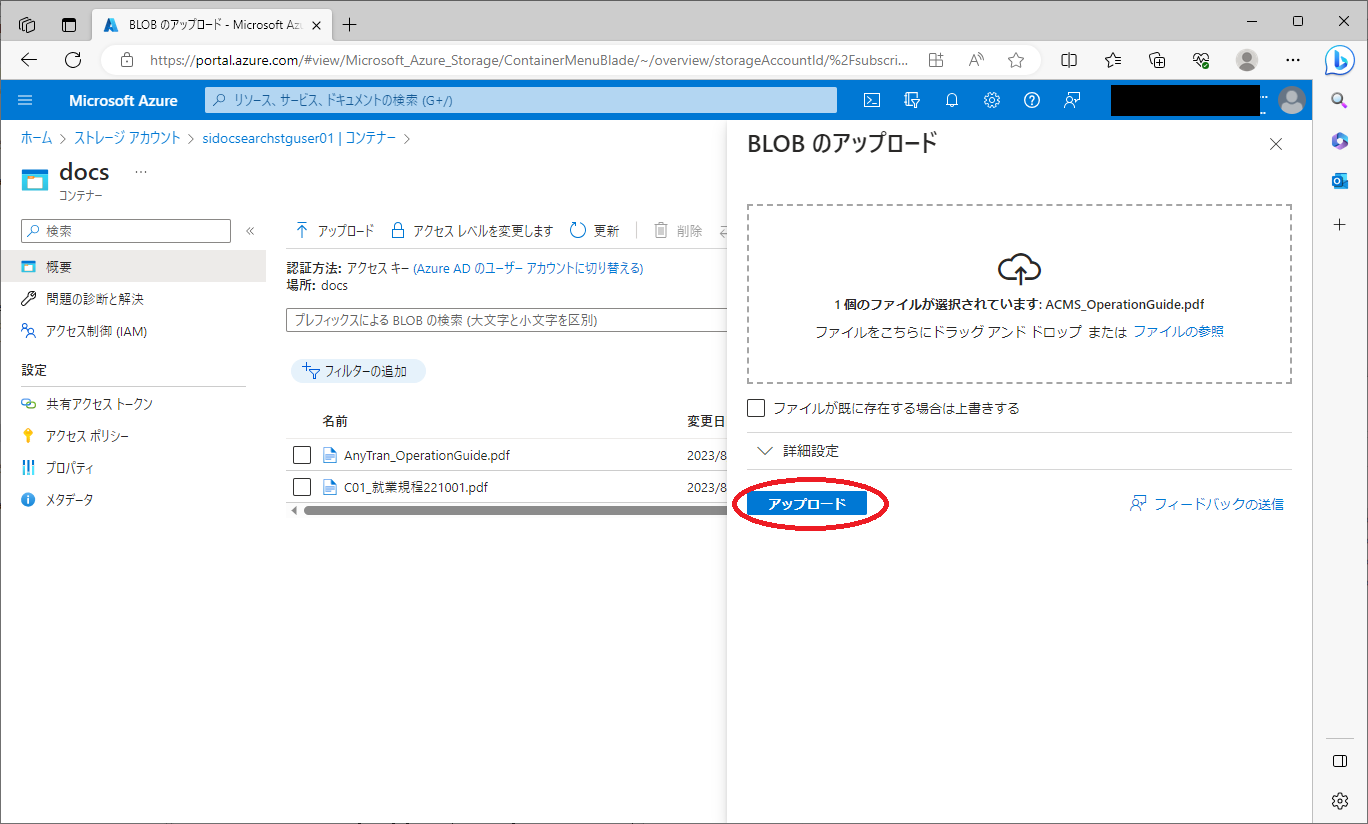 BLOB のアップロード - Microsoft Azu
https://portal.azure.com/#view/Microsoft_Azure_Storage/ContainerMenuBlade/~/overview/storageAccountId/%2Fsubscri...
Microsoft Azure
リソース、サービス、ドキュメントの検索 (G+/)
ホーム > ストレージ アカウント > sidocsearchstguser01 | コンテナー >
docs ...
コンテナー
検索 «
概要
問題の診断と解決
アクセス制御 (IAM)
設定
共有アクセス トークン
アクセス ポリシー
プロパティ
メタデータ
アップロード アクセス レベルを変更します 更新 削除
認証方法: アクセス キー (Azure AD のユーザー アカウントに切り替える)
場所: docs
プレフィックスによる BLOB の検索 (大文字と小文字を区別)
フィルターの追加
名前 変更日
AnyTran_OperationGuide.pdf 2023/8
C01_就業規程221001.pdf 2023/8
BLOB のアップロード
1 個のファイルが選択されています: ACMS_OperationGuide.pdf
ファイルをこちらにドラッグ アンド ドロップ または ファイルの参照
ファイルが既に存在する場合は上書きする
詳細設定
アップロード
フィードバックの送信